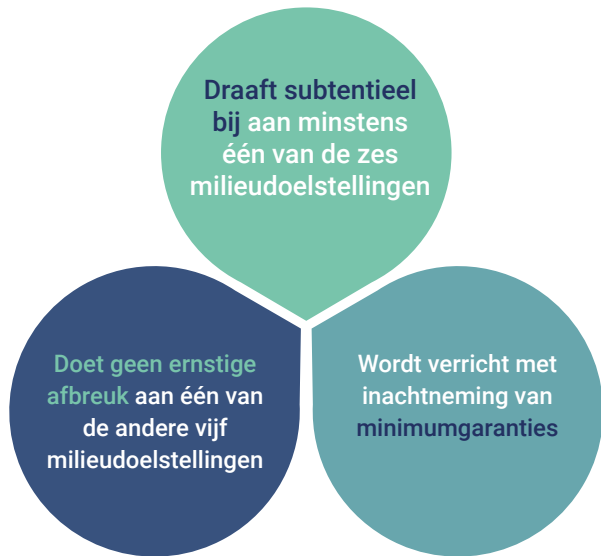 Draaft subtentieel
bij aan minstens
één van de zes
milieudoelstellingen
Doet geen ernstige
afbreuk aan één van
de andere vijf
milieudoelstellingen
Wordt verricht met
inachtneming van
minimumgaranties